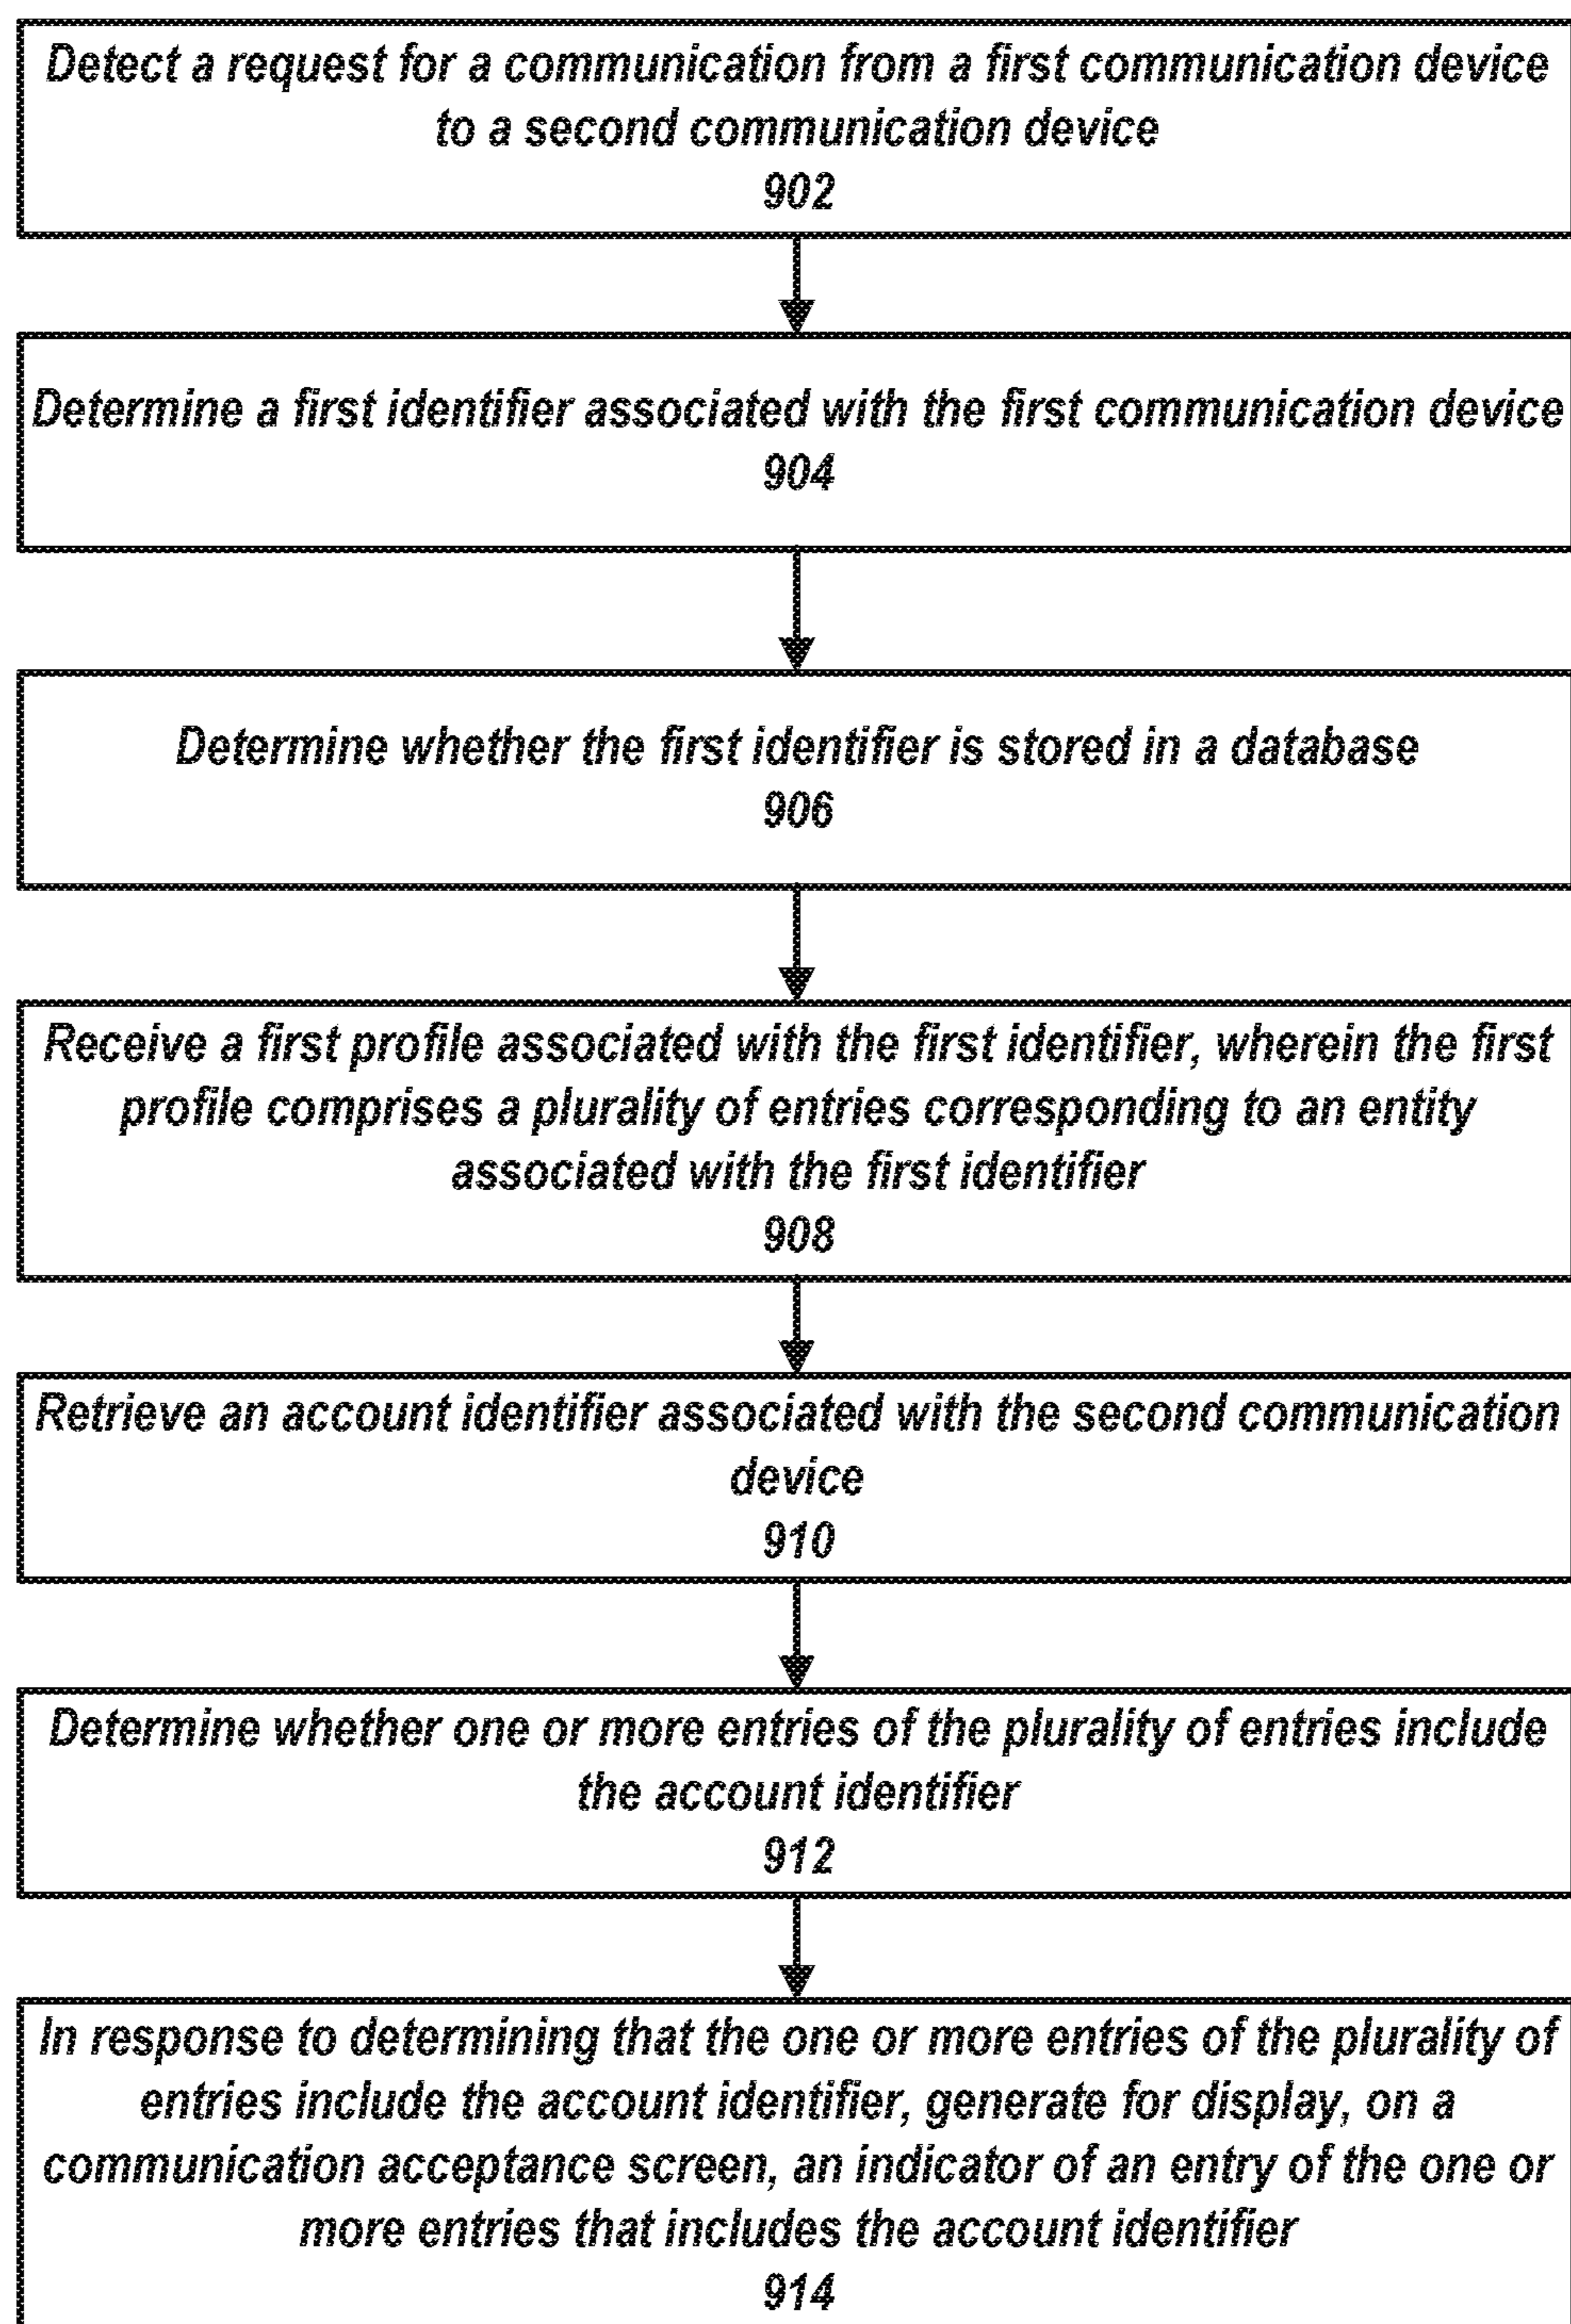 Detect a request for a communication from a first communication device
to a second communication device
902
Determine a first identifier associated with the first communication device
904
Determine whether the first identifier is stored in a database
906
Receive a first profile associated with the first identifier, wherein the first
profile comprises a plurality of entries corresponding to an entity
associated with the first identifier
908
Retrieve an account identifier associated with the second communication
device
910
Determine whether one or more entries of the plurality of entries include
the account identifier
912
In response to determining that the one or more entries of the plurality of
entries include the account identifier, generate for display, on a
communication acceptance screen, an indicator of an entry of the one or
more entries that includes the account identifier
914